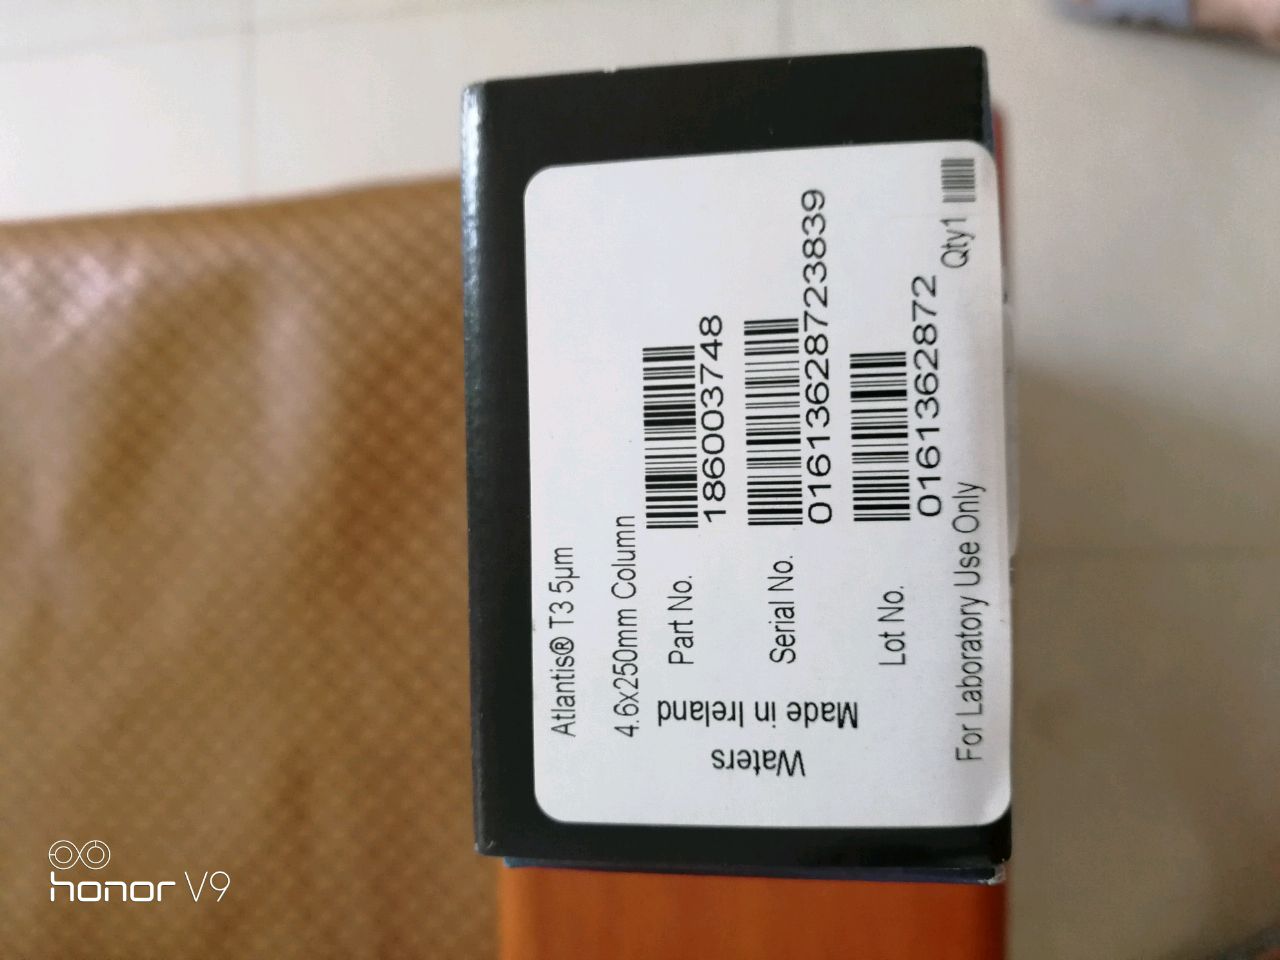 Atlantis® T3 5µm
4.6x250mm Column
Part No.
186003748
Serial No.
01613628723839
Lot No.
0161362872
For Laboratory Use Only
Qty1
Waters
Made in Ireland
honor V9